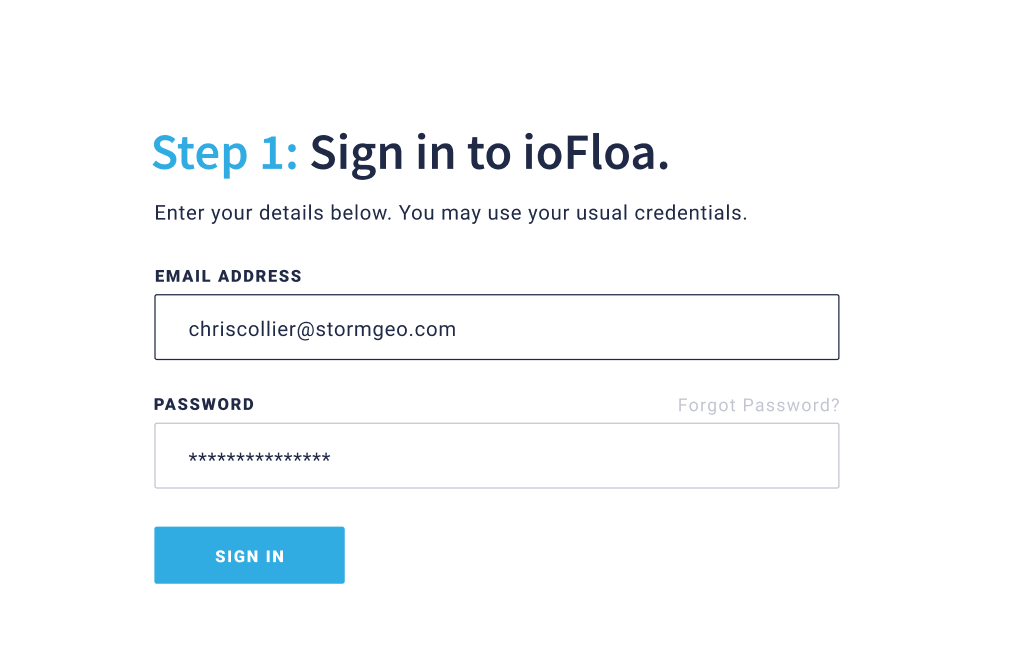 Step 1: Sign in to ioFloa.
Enter your details below. You may use your usual credentials.
EMAIL ADDRESS
chriscollier@stormgeo.com
PASSWORD Forgot Password?
***************
SIGN IN